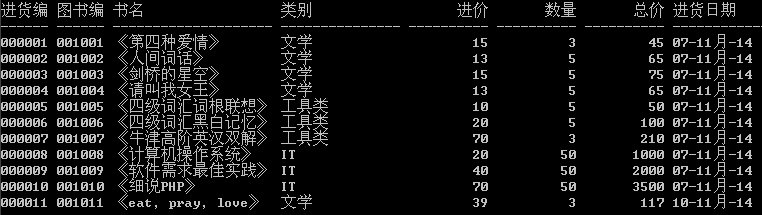 进货编 图书编 书名 类别 进价 数量 总价 进货日期
000001 001001 《第四种爱情》 文学 15 3 45 07-11月-14
000002 001002 《人间词话》 文学 13 5 65 07-11月-14
000003 001003 《剑桥的星空》 文学 15 5 75 07-11月-14
000004 001004 《请叫我女王》 文学 13 5 65 07-11月-14
000005 001005 《四级词汇词根联想》 工具类 10 5 50 07-11月-14
000006 001006 《四级词汇黑白记忆》 工具类 20 5 100 07-11月-14
000007 001007 《牛津高阶英汉双解》 工具类 70 3 210 07-11月-14
000008 001008 《计算机操作系统》 IT 20 50 1000 07-11月-14
000009 001009 《软件需求最佳实践》 IT 40 50 2000 07-11月-14
000010 001010 《细说PHP》 IT 70 50 3500 07-11月-14
000011 001011 《eat, pray, love》 文学 39 3 117 10-11月-14